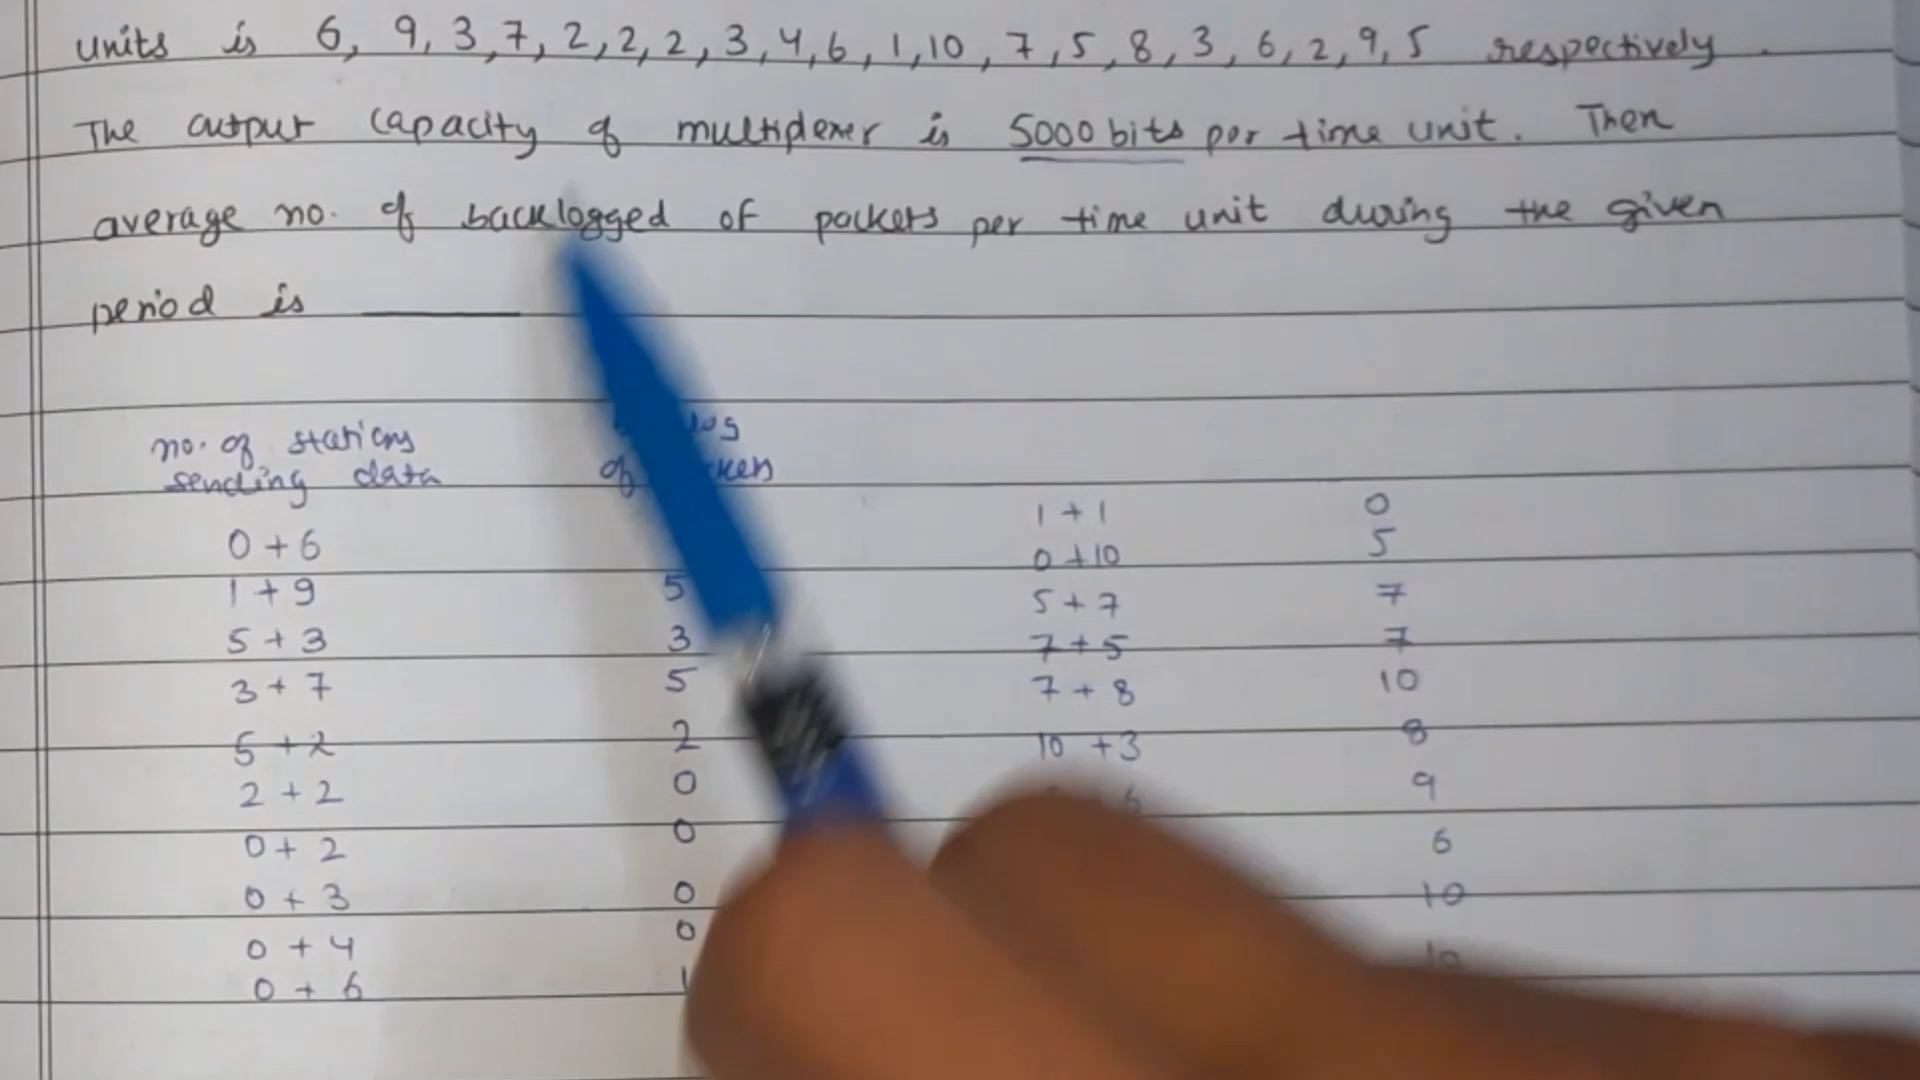 units is 6, 9, 3, 7, 2, 2, 2, 3, 4, 6, 1, 10, 7, 5, 8, 3, 6, 2, 9, 5 respectively.
The output capacity of multiplexer is 5000 bits per time unit. Then
average no. of backlogged of packets per time unit during the given
period is ______
no. of stations
sending data of
0 + 6
1 + 9 5
5 + 3 3
3 + 7 5
5 + 2 2
2 + 2 0
0 + 2 0
0 + 3 0
0 + 4 0
0 + 6 1
1 + 1 0
0 + 10 5
5 + 7 7
7 + 5 7
7 + 8 10
10 + 3 8
6 9
6
10
10